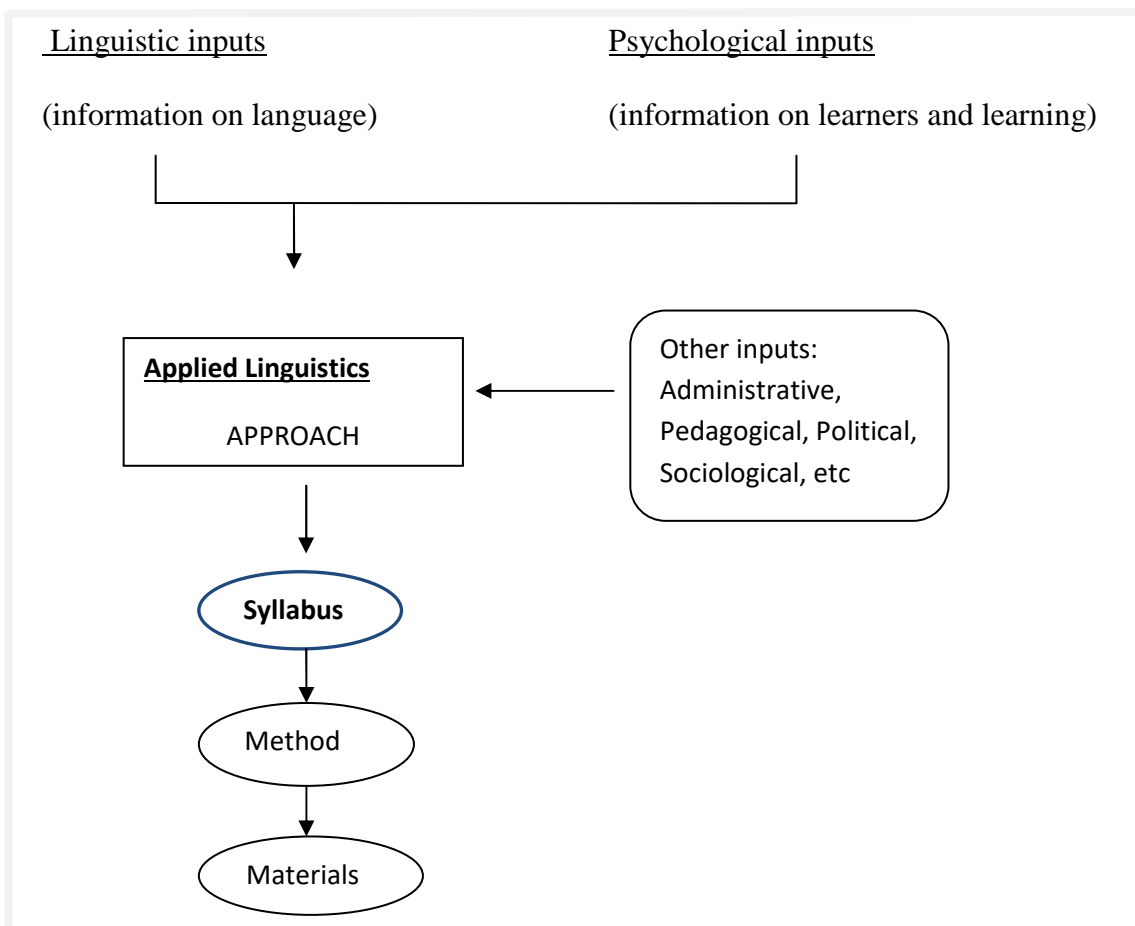 Linguistic inputs
Psychological inputs
(information on language)
(information on learners and learning)
Applied Linguistics
APPROACH
Other inputs:
Administrative,
Pedagogical, Political,
Sociological, etc
Syllabus
Method
Materials